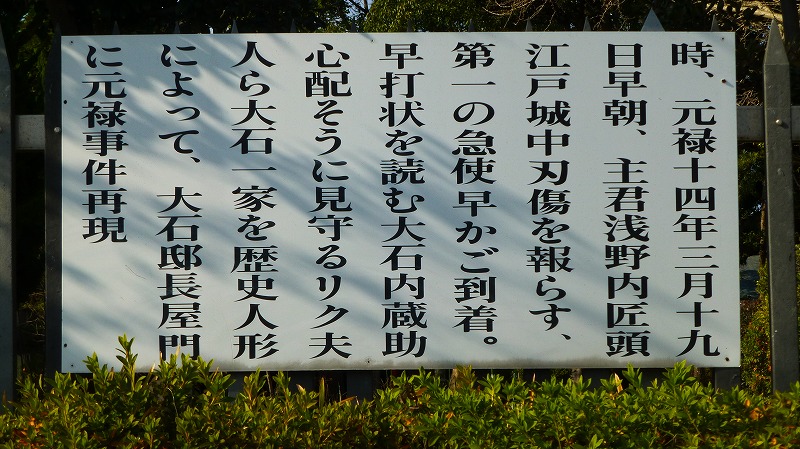 時、元禄十四年三月十九
日早朝、主君浅野内匠頭
江戸城中刃傷を報らす、
第一の急使早かご到着。
早打状を読む大石内蔵助
心配そうに見守るリク夫
人ら大石一家を歴史人形
によって、大石邸長屋門
に元禄事件再現